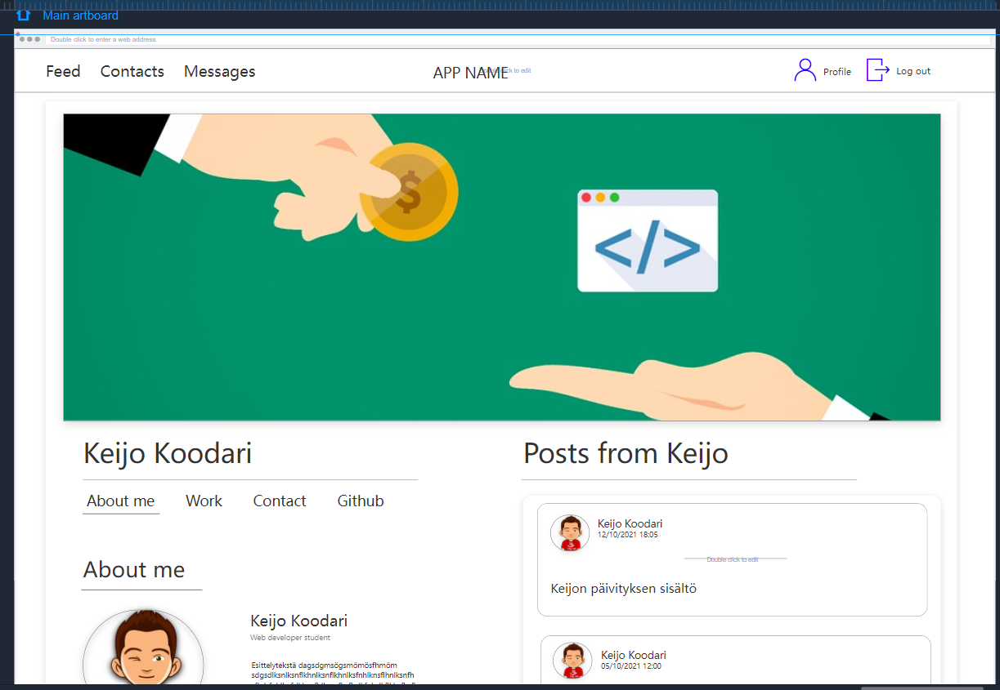 Main artboard
Double click to enter a web address
Feed Contacts Messages
APP NAME
click to edit
Profile
Log out
$
</>
Keijo Koodari
About me Work Contact Github
About me
Keijo Koodari
Web developer student
Esittelytekstä dagsdgmsögsmömösfhmöm
Posts from Keijo
Keijo Koodari
12/10/2021 18:05
Double click to edit
Keijon päivityksen sisältö
Keijo Koodari
05/10/2021 12:00